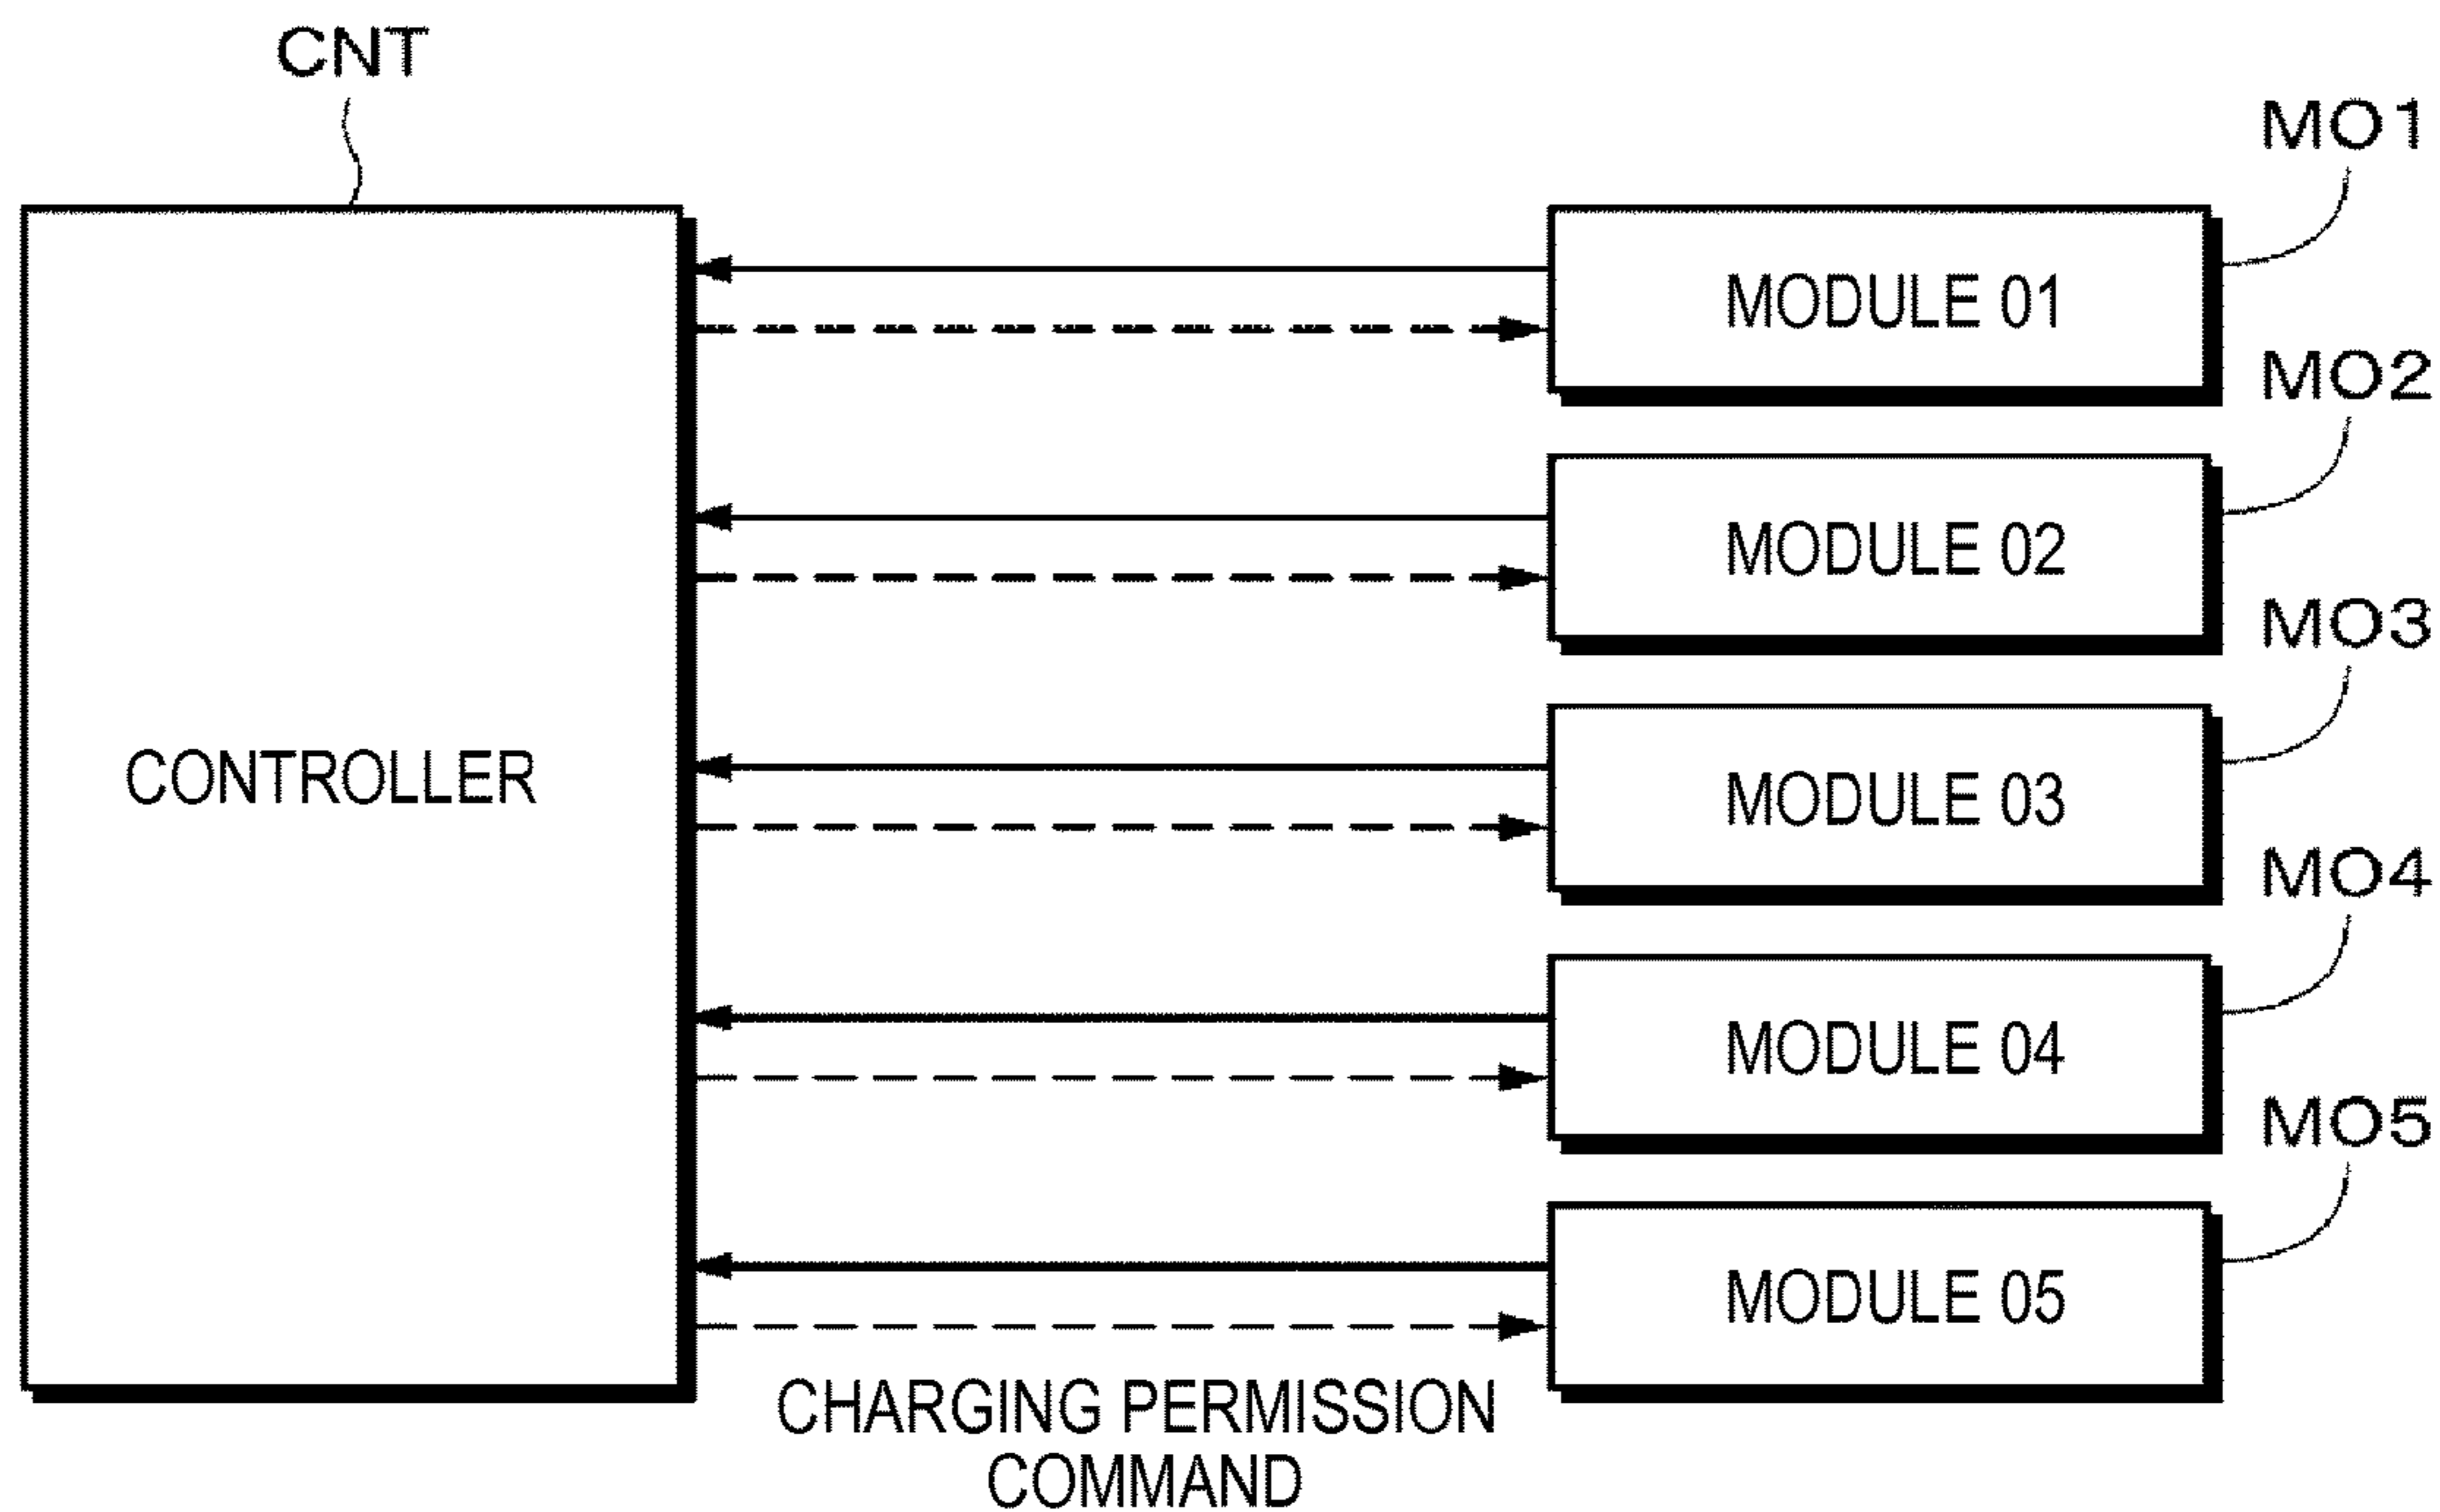 CNT
MO1
MODULE 01
MO2
MODULE 02
MO3
CONTROLLER
MODULE 03
MO4
MODULE 04
MO5
MODULE 05
CHARGING PERMISSION
COMMAND